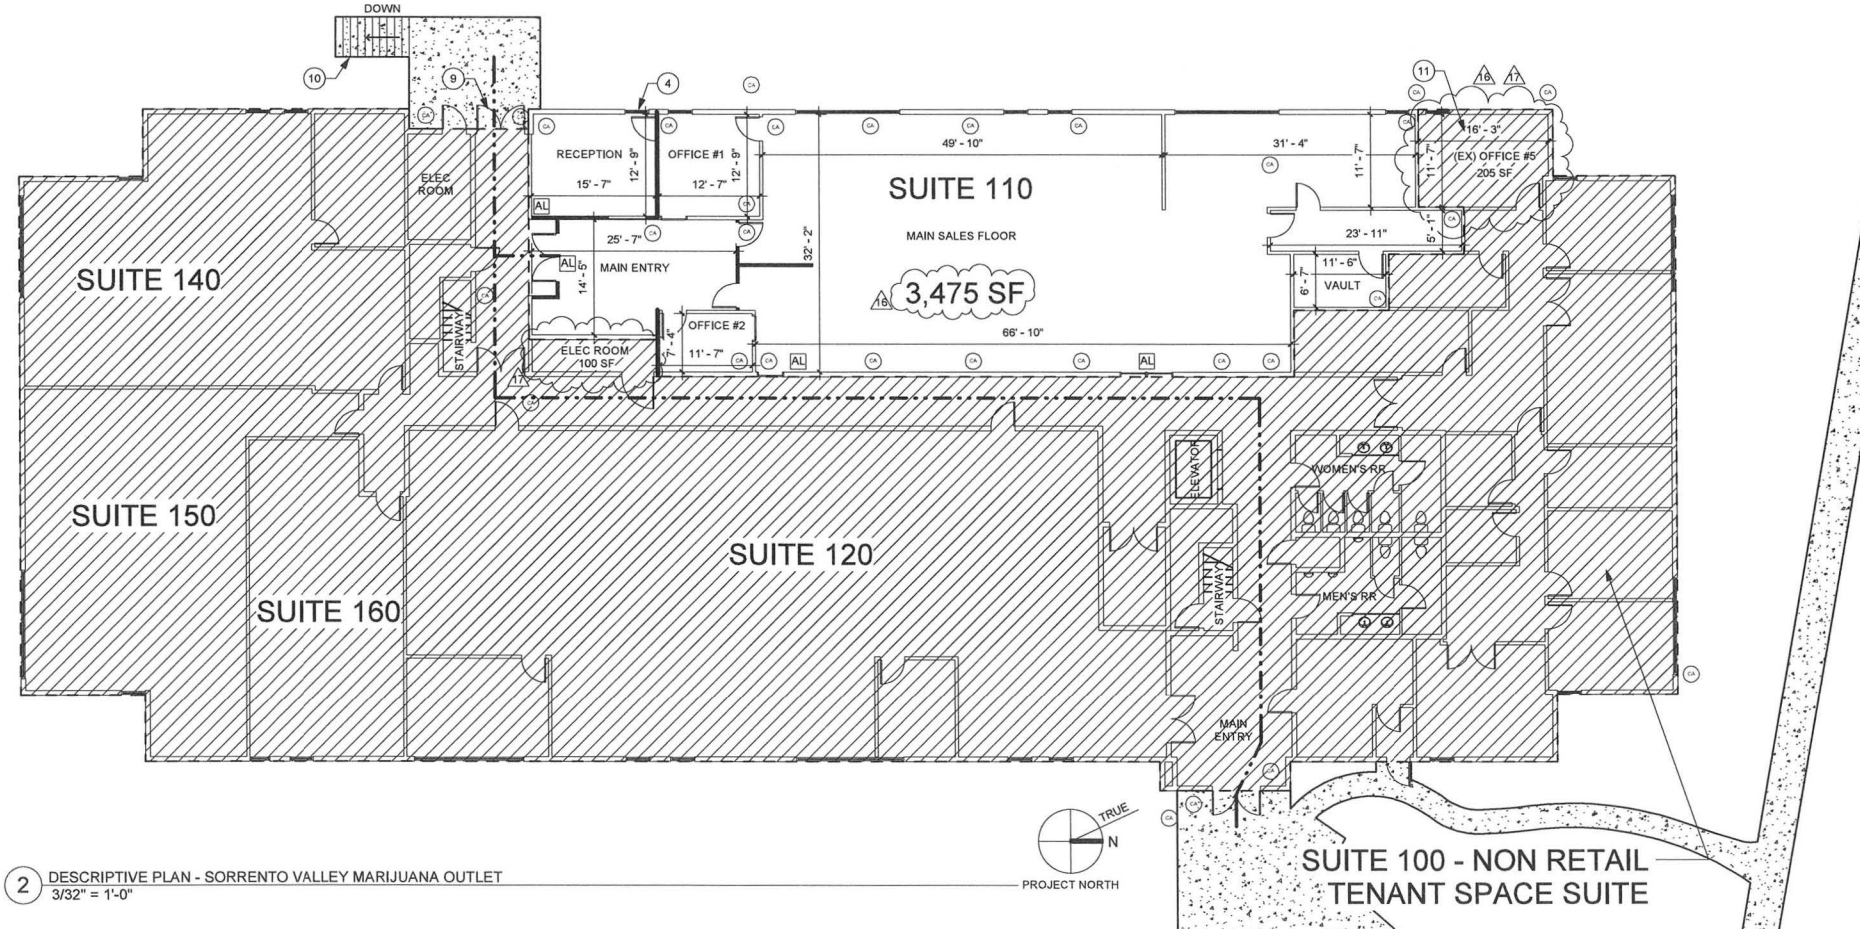 DOWN
10
9
4
11
16
17
CA
RECEPTION
15' - 7"
12' - 9"
OFFICE #1
12' - 7"
12' - 9"
49' - 10"
31' - 4"
11' - 7"
11' - 7"
16' - 3"
(EX) OFFICE #5
205 SF
ELEC
ROOM
AL
SUITE 110
MAIN SALES FLOOR
32' - 2"
25' - 7"
MAIN ENTRY
14' - 5"
AL
23' - 11"
5' - 1"
11' - 6"
VAULT
6' - 7"
SUITE 140
16
3,475 SF
STAIRWAY
OFFICE #2
7' - 4"
11' - 7"
66' - 10"
ELEC ROOM
100 SF
17
AL
AL
ELEVATOR
WOMEN'S RR
SUITE 150
SUITE 120
SUITE 160
STAIRWAY
MEN'S RR
MAIN
ENTRY
TRUE
N
PROJECT NORTH
SUITE 100 - NON RETAIL
TENANT SPACE SUITE
2
DESCRIPTIVE PLAN - SORRENTO VALLEY MARIJUANA OUTLET
3/32" = 1'-0"